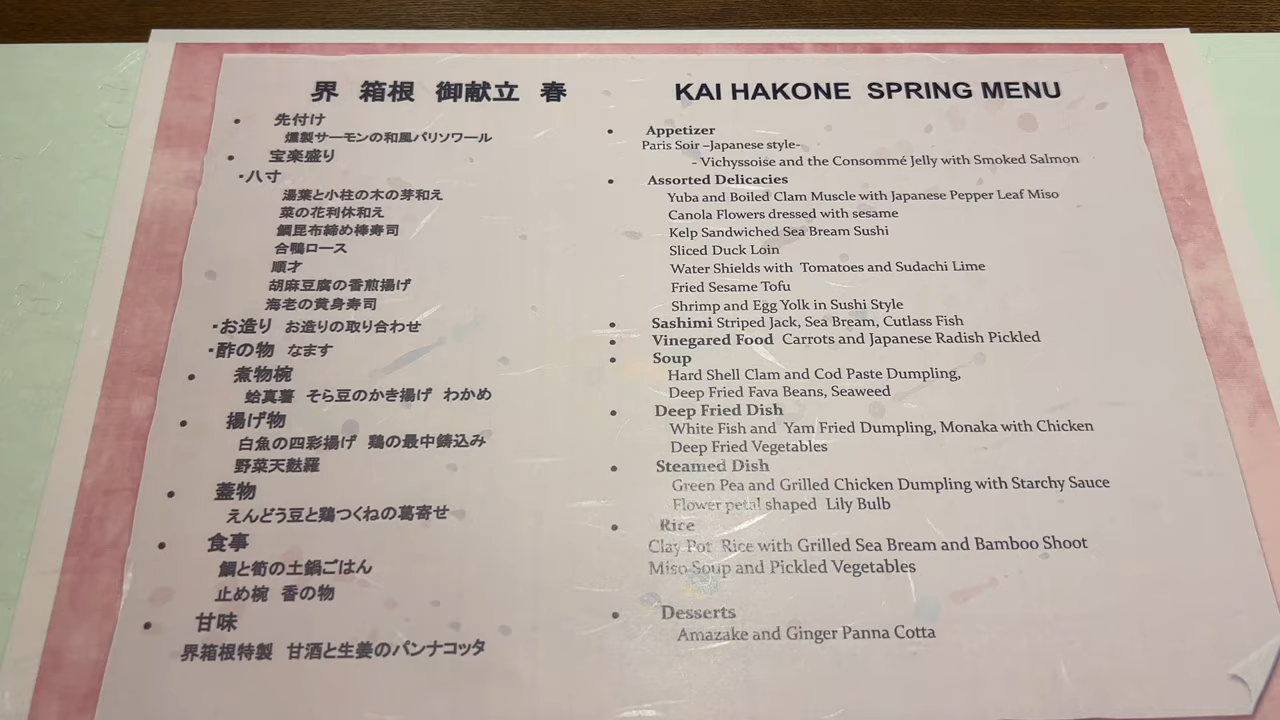 界 箱根 御献立 春
• 先付け
燻製サーモンの和風パリソワール
• 宝楽盛り
・八寸
湯葉と小柱の木の芽和え
菜の花利休和え
鯛昆布締め棒寿司
合鴨ロース
順才
胡麻豆腐の香煎揚げ
海老の黄身寿司
・お造り お造りの取り合わせ
・酢の物 なます
• 煮物椀
蛤真薯 そら豆のかき揚げ わかめ
• 揚げ物
白魚の四彩揚げ 鶏の最中鋳込み
野菜天麩羅
• 蓋物
えんどう豆と鶏つくねの葛寄せ
• 食事
鯛と筍の土鍋ごはん
止め椀 香の物
• 甘味
界箱根特製 甘酒と生姜のパンナコッタ
KAI HAKONE SPRING MENU
• Appetizer
Paris Soir –Japanese style-
- Vichyssoise and the Consommé Jelly with Smoked Salmon
• Assorted Delicacies
Yuba and Boiled Clam Muscle with Japanese Pepper Leaf Miso
Canola Flowers dressed with sesame
Kelp Sandwiched Sea Bream Sushi
Sliced Duck Loin
Water Shields with Tomatoes and Sudachi Lime
Fried Sesame Tofu
Shrimp and Egg Yolk in Sushi Style
• Sashimi Striped Jack, Sea Bream, Cutlass Fish
• Vinegared Food Carrots and Japanese Radish Pickled
• Soup
Hard Shell Clam and Cod Paste Dumpling,
Deep Fried Fava Beans, Seaweed
• Deep Fried Dish
White Fish and Yam Fried Dumpling, Monaka with Chicken
Deep Fried Vegetables
• Steamed Dish
Green Pea and Grilled Chicken Dumpling with Starchy Sauce
Flower petal shaped Lily Bulb
• Rice
Clay Pot Rice with Grilled Sea Bream and Bamboo Shoot
Miso Soup and Pickled Vegetables
• Desserts
Amazake and Ginger Panna Cotta